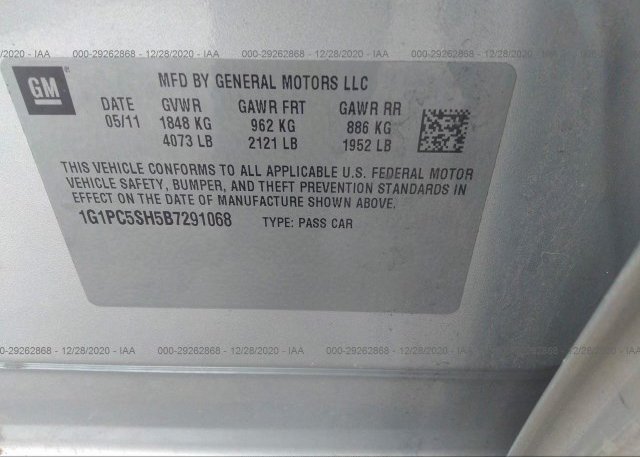 000-29262868 - 12/28/2020 - IAA 000-29262868 - 12/28/2020 - IAA 000-29262868 - 12/28/2020 - IAA
GM
MFD BY GENERAL MOTORS LLC
DATE GVWR GAWR FRT GAWR RR
05/11 1848 KG 962 KG 886 KG
4073 LB 2121 LB 1952 LB
THIS VEHICLE CONFORMS TO ALL APPLICABLE U.S. FEDERAL MOTOR
VEHICLE SAFETY, BUMPER, AND THEFT PREVENTION STANDARDS IN
EFFECT ON THE DATE OF MANUFACTURE SHOWN ABOVE.
1G1PC5SH5B7291068 TYPE: PASS CAR
00-29262868 - 12/28/2020 - IAA 000-29262868 - 12/28/2020 - IAA 000-29262868 - 12/28/2020 - IAA 000-